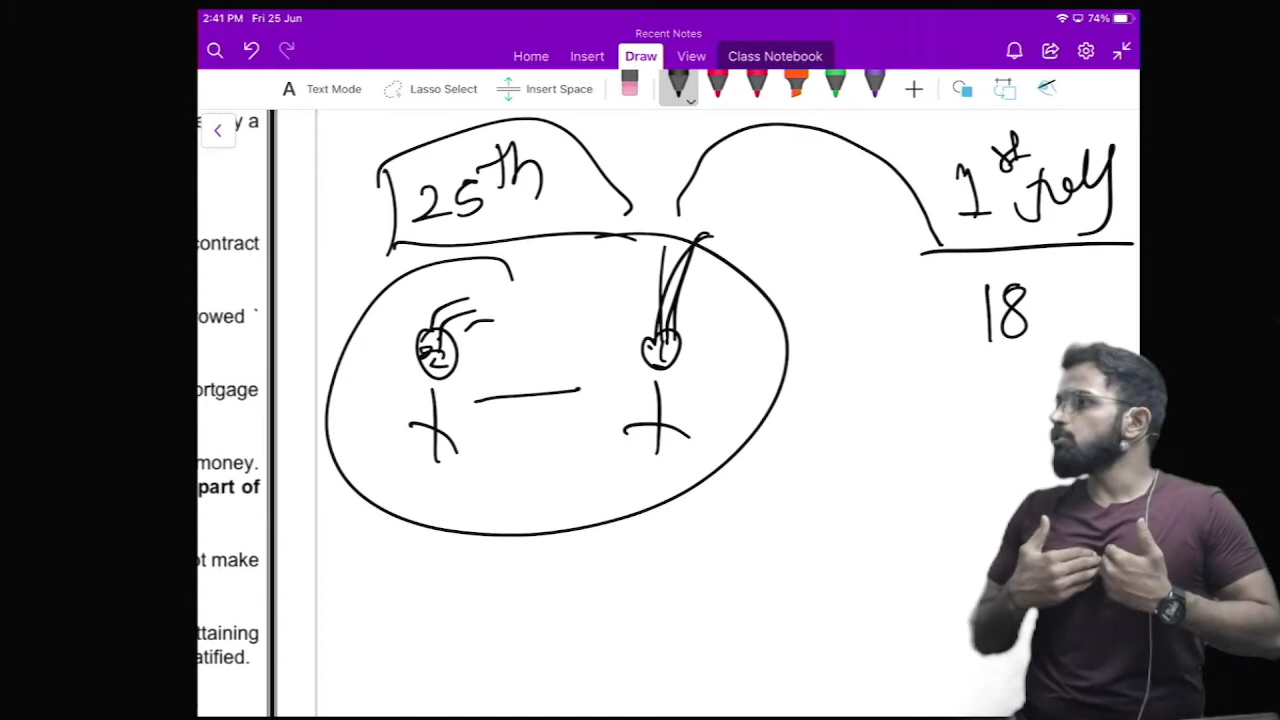 2:41 PM Fri 25 Jun
74%
Recent Notes
Home Insert Draw View Class Notebook
Text Mode Lasso Select Insert Space
y a
contract
owed `
ortgage
money.
part of
ot make
ttaining
atified.
25th
1st July
18